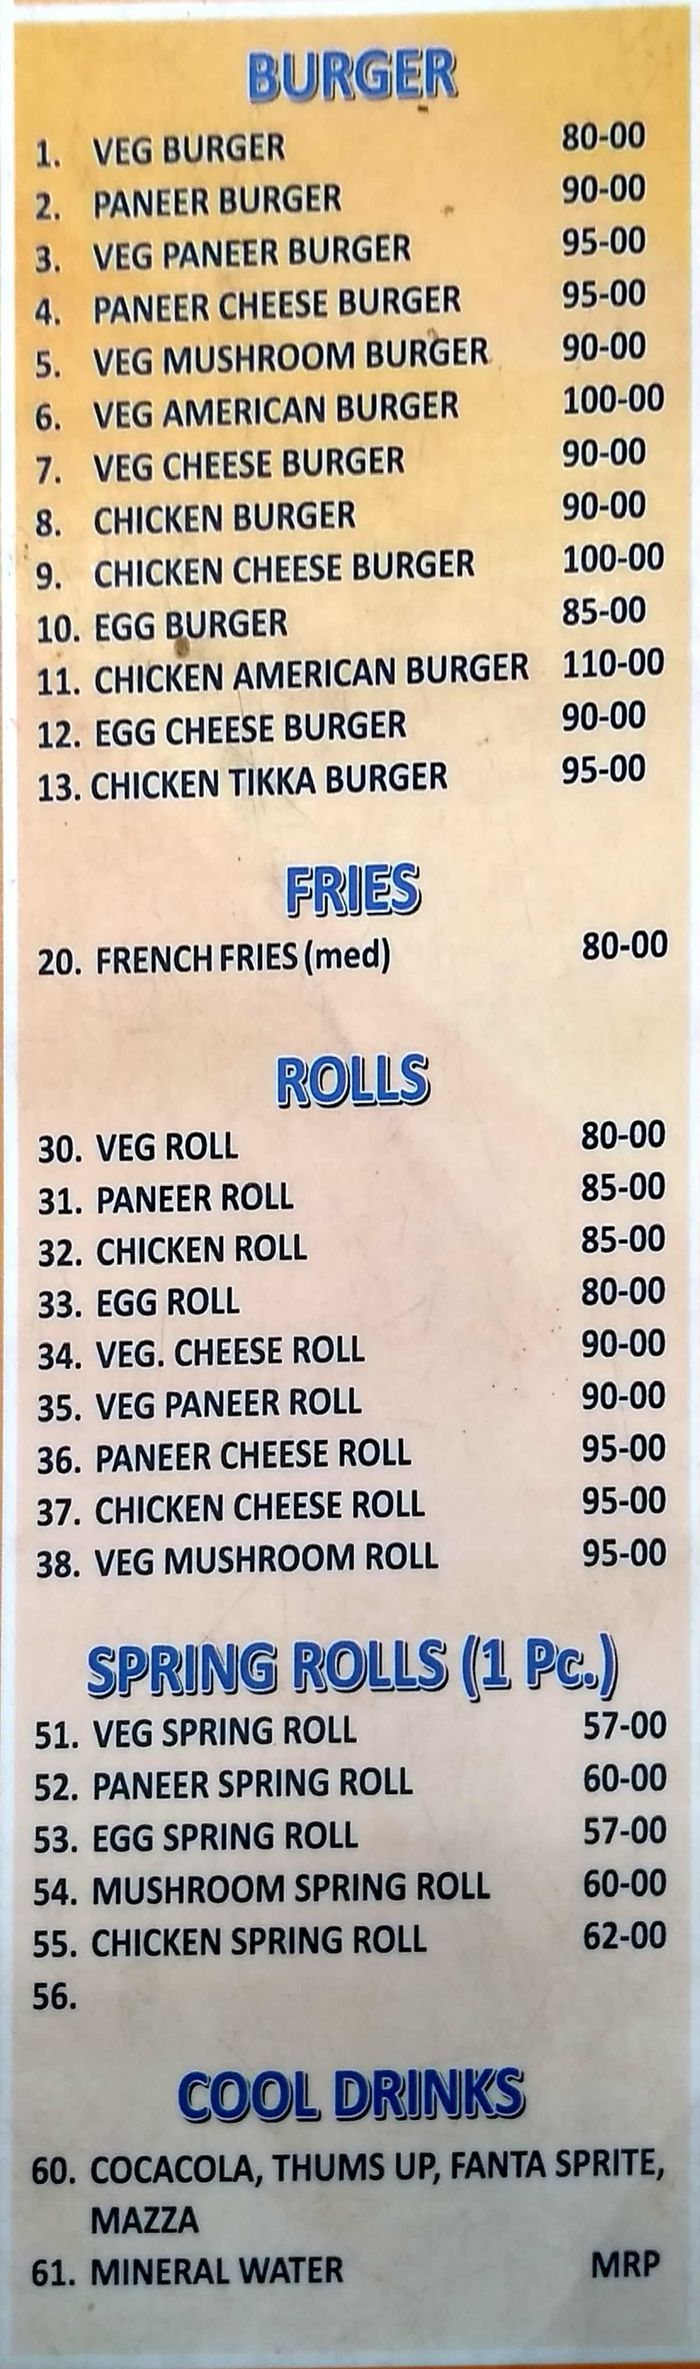 BURGER
1. VEG BURGER 80-00
2. PANEER BURGER 90-00
3. VEG PANEER BURGER 95-00
4. PANEER CHEESE BURGER 95-00
5. VEG MUSHROOM BURGER 90-00
6. VEG AMERICAN BURGER 100-00
7. VEG CHEESE BURGER 90-00
8. CHICKEN BURGER 90-00
9. CHICKEN CHEESE BURGER 100-00
10. EGG BURGER 85-00
11. CHICKEN AMERICAN BURGER 110-00
12. EGG CHEESE BURGER 90-00
13. CHICKEN TIKKA BURGER 95-00
FRIES
20. FRENCH FRIES (med) 80-00
ROLLS
30. VEG ROLL 80-00
31. PANEER ROLL 85-00
32. CHICKEN ROLL 85-00
33. EGG ROLL 80-00
34. VEG. CHEESE ROLL 90-00
35. VEG PANEER ROLL 90-00
36. PANEER CHEESE ROLL 95-00
37. CHICKEN CHEESE ROLL 95-00
38. VEG MUSHROOM ROLL 95-00
SPRING ROLLS (1 Pc.)
51. VEG SPRING ROLL 57-00
52. PANEER SPRING ROLL 60-00
53. EGG SPRING ROLL 57-00
54. MUSHROOM SPRING ROLL 60-00
55. CHICKEN SPRING ROLL 62-00
56.
COOL DRINKS
60. COCACOLA, THUMS UP, FANTA SPRITE,
MAZZA
61. MINERAL WATER MRP